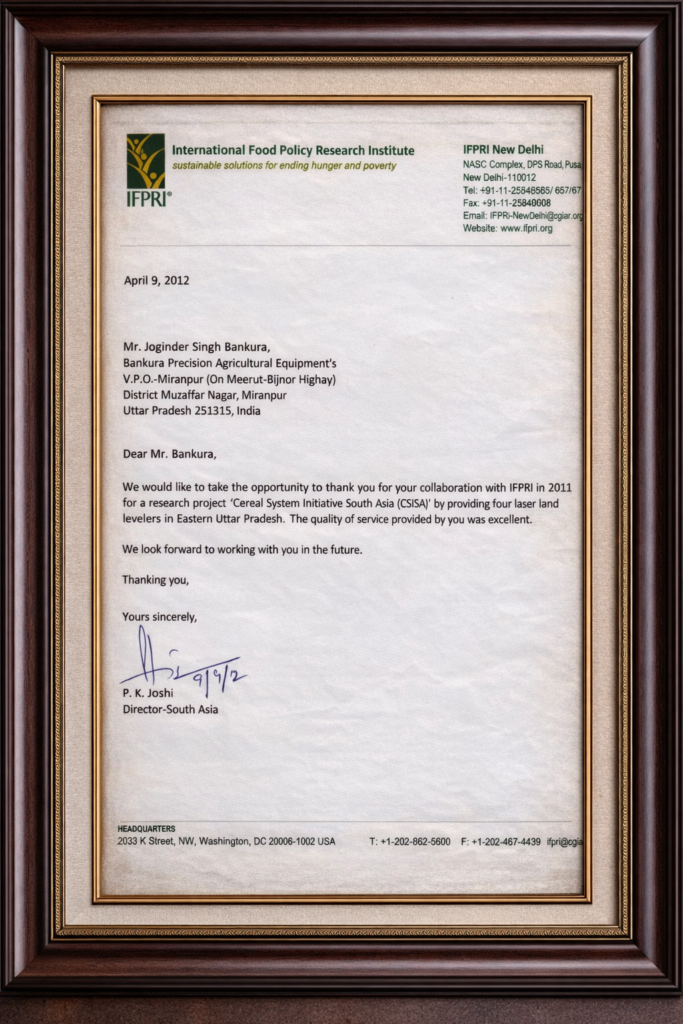 International Food Policy Research Institute
sustainable solutions for ending hunger and poverty
IFPRI®
IFPRI New Delhi
NASC Complex, DPS Road, Pusa
New Delhi-110012
Tel: +91-11-25848565/ 657/67
Fax: +91-11-25840008
Email: IFPRI-NewDelhi@cgiar.org
Website: www.ifpri.org
April 9, 2012
Mr. Joginder Singh Bankura,
Bankura Precision Agricultural Equipment's
V.P.O.-Miranpur (On Meerut-Bijnor Highay)
District Muzaffar Nagar, Miranpur
Uttar Pradesh 251315, India
Dear Mr. Bankura,
We would like to take the opportunity to thank you for your collaboration with IFPRI in 2011
for a research project ‘Cereal System Initiative South Asia (CSISA)’ by providing four laser land
levelers in Eastern Uttar Pradesh. The quality of service provided by you was excellent.
We look forward to working with you in the future.
Thanking you,
Yours sincerely,
P. K. Joshi
Director-South Asia
HEADQUARTERS
2033 K Street, NW, Washington, DC 20006-1002 USA T: +1-202-862-5600 F: +1-202-467-4439 ifpri@cgia